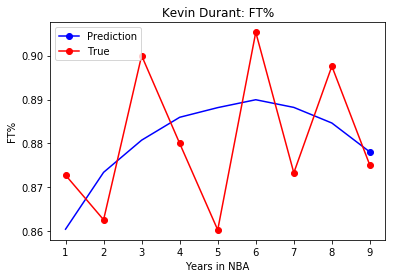 Kevin Durant: FT%
Prediction
True
FT%
0.90
0.89
0.88
0.87
0.86
1 2 3 4 5 6 7 8 9
Years in NBA